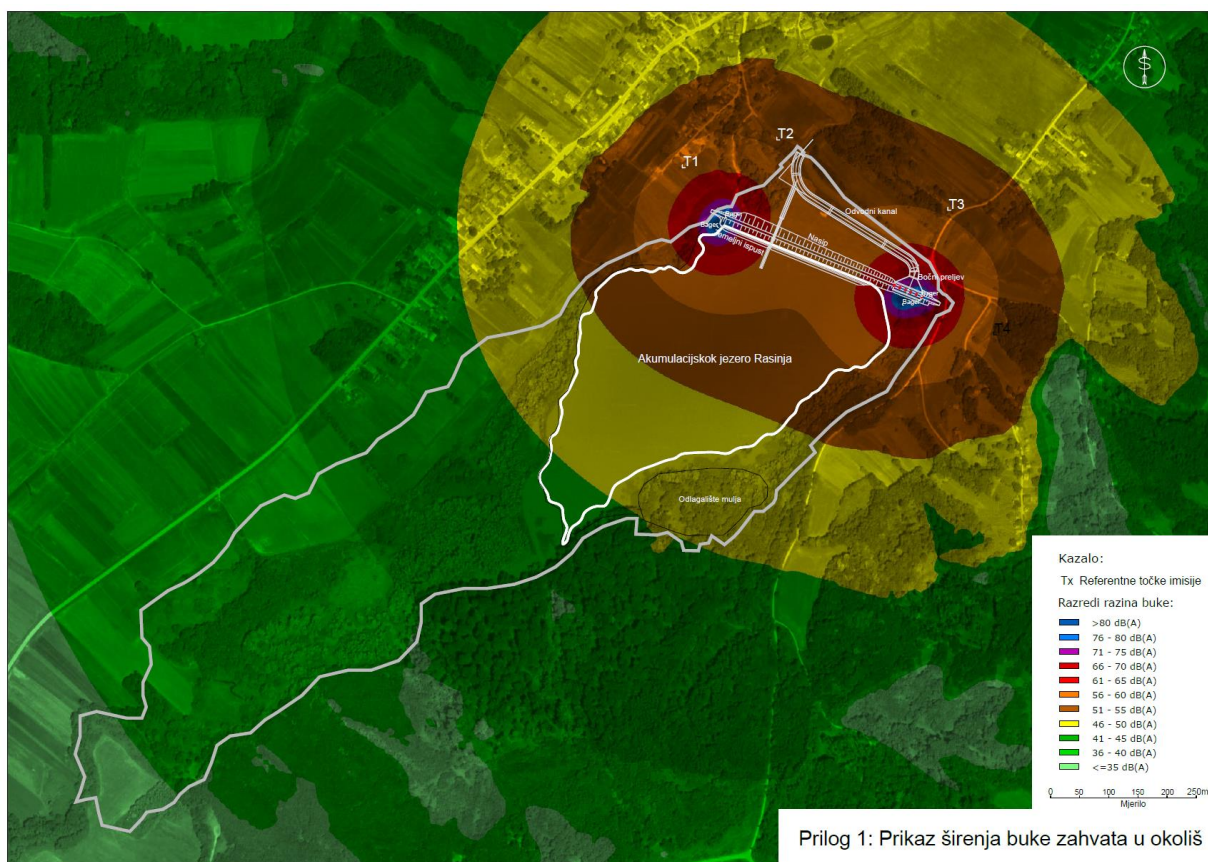 S
T2
T1
T3
Odvodni kanal
Bager
Nasip
Temeljni ispust
Bočni preljev
Bager
Bager
T4
Akumulacijskok jezero Rasinja
Odlagalište mulja
Kazalo:
Tx Referentne točke imisije
Razredi razina buke:
>80 dB(A)
76 - 80 dB(A)
71 - 75 dB(A)
66 - 70 dB(A)
61 - 65 dB(A)
56 - 60 dB(A)
51 - 55 dB(A)
46 - 50 dB(A)
41 - 45 dB(A)
36 - 40 dB(A)
<=35 dB(A)
0 50 100 150 200 250m
Mjerilo
Prilog 1: Prikaz širenja buke zahvata u okoliš